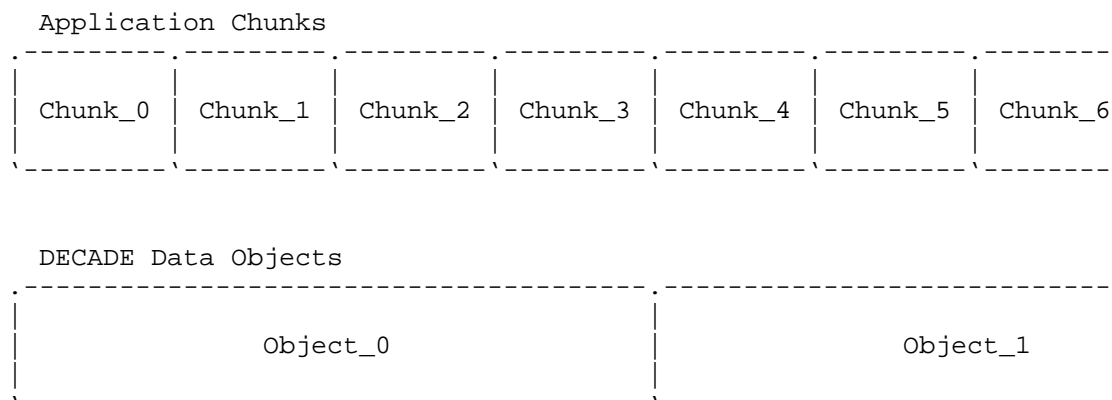 Application Chunks
Chunk_0 Chunk_1 Chunk_2 Chunk_3 Chunk_4 Chunk_5 Chunk_6
DECADE Data Objects
Object_0 Object_1